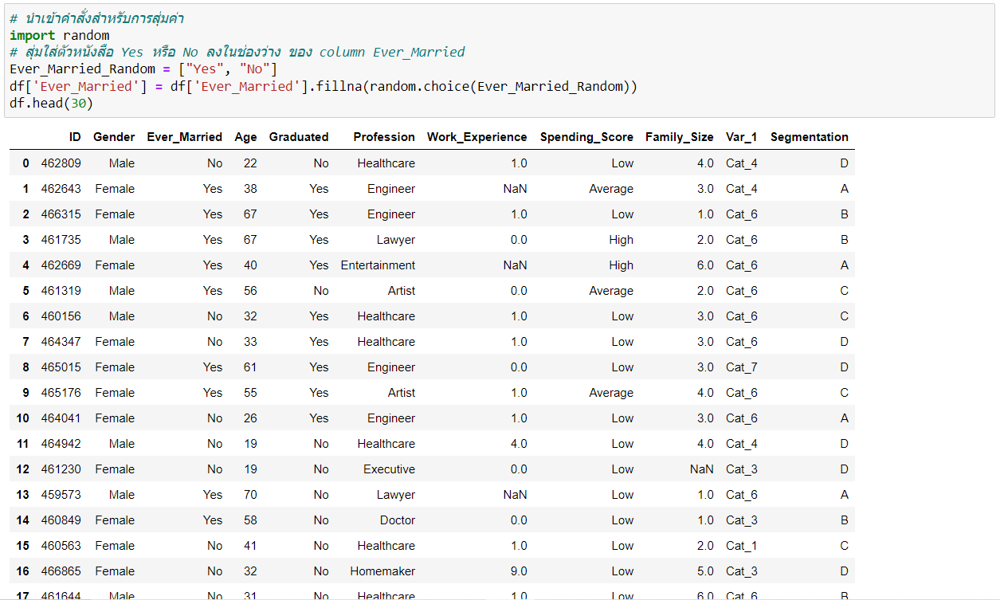 # นำเข้าคำสั่งสำหรับการสุ่มค่า
import random
# สุ่มใส่ตัวหนังสือ Yes หรือ No ลงในช่องว่าง ของ column Ever_Married
Ever_Married_Random = ["Yes", "No"]
df['Ever_Married'] = df['Ever_Married'].fillna(random.choice(Ever_Married_Random))
df.head(30)
ID Gender Ever_Married Age Graduated Profession Work_Experience Spending_Score Family_Size Var_1 Segmentation
0 462809 Male No 22 No Healthcare 1.0 Low 4.0 Cat_4 D
1 462643 Female Yes 38 Yes Engineer NaN Average 3.0 Cat_4 A
2 466315 Female Yes 67 Yes Engineer 1.0 Low 1.0 Cat_6 B
3 461735 Male Yes 67 Yes Lawyer 0.0 High 2.0 Cat_6 B
4 462669 Female Yes 40 Yes Entertainment NaN High 6.0 Cat_6 A
5 461319 Male Yes 56 No Artist 0.0 Average 2.0 Cat_6 C
6 460156 Male No 32 Yes Healthcare 1.0 Low 3.0 Cat_6 C
7 464347 Female No 33 Yes Healthcare 1.0 Low 3.0 Cat_6 D
8 465015 Female Yes 61 Yes Engineer 0.0 Low 3.0 Cat_7 D
9 465176 Female Yes 55 Yes Artist 1.0 Average 4.0 Cat_6 C
10 464041 Female No 26 Yes Engineer 1.0 Low 3.0 Cat_6 A
11 464942 Male No 19 No Healthcare 4.0 Low 4.0 Cat_4 D
12 461230 Female No 19 No Executive 0.0 Low NaN Cat_3 D
13 459573 Male Yes 70 No Lawyer NaN Low 1.0 Cat_6 A
14 460849 Female Yes 58 No Doctor 0.0 Low 1.0 Cat_3 B
15 460563 Female No 41 No Healthcare 1.0 Low 2.0 Cat_1 C
16 466865 Female No 32 No Homemaker 9.0 Low 5.0 Cat_3 D
17 461644 Male No 31 No Healthcare 1.0 Low 6.0 Cat_6 B